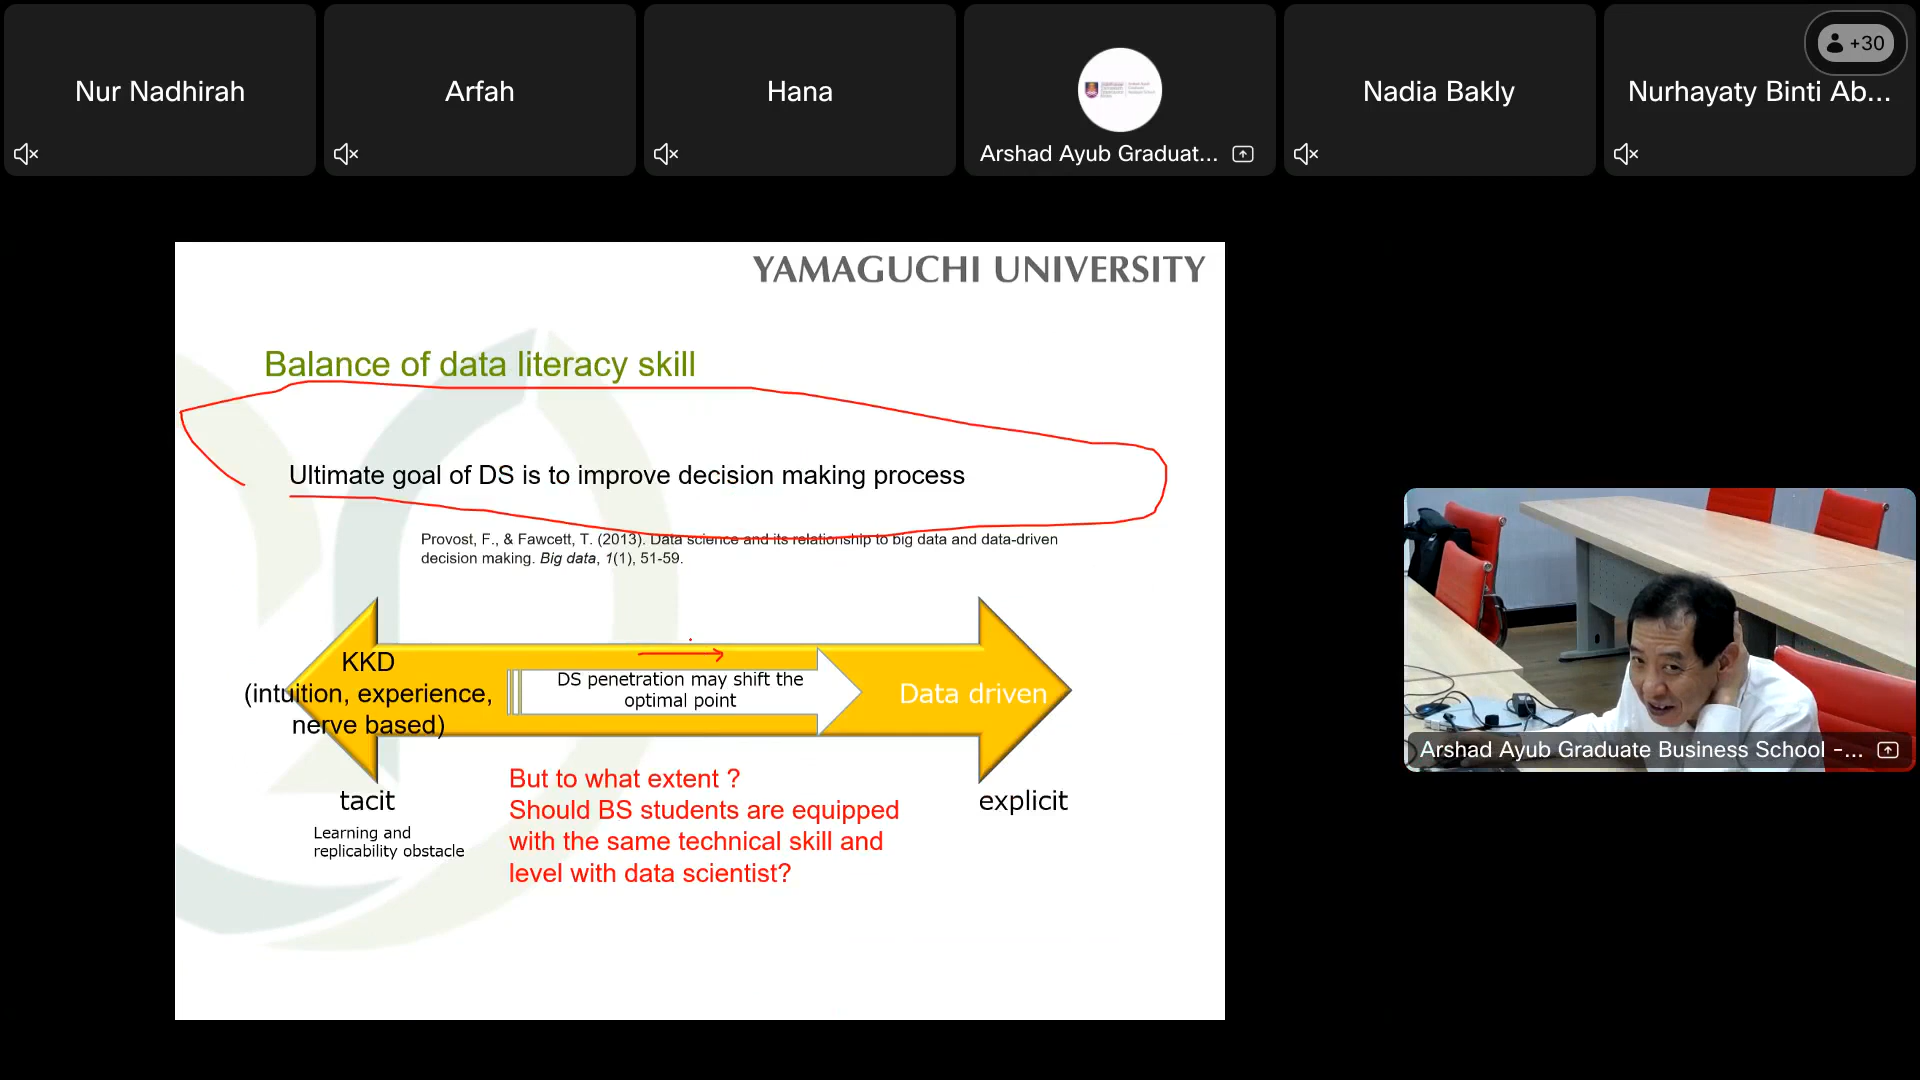 Nur Nadhirah
Arfah
Hana
Arshad Ayub Graduat...
Nadia Bakly
+30
Nurhayaty Binti Ab...
YAMAGUCHI UNIVERSITY
Balance of data literacy skill
Ultimate goal of DS is to improve decision making process
Provost, F., & Fawcett, T. (2013). Data science and its relationship to big data and data-driven
decision making. Big data, 1(1), 51-59.
KKD
(intuition, experience,
nerve based)
DS penetration may shift the
optimal point
Data driven
tacit
Learning and
replicability obstacle
But to what extent ?
Should BS students are equipped
with the same technical skill and
level with data scientist?
explicit
Arshad Ayub Graduate Business School -...